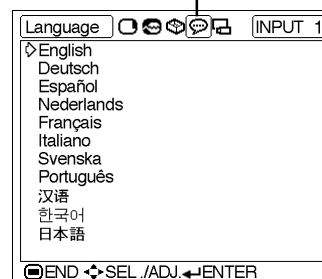 Language INPUT 1
English
Deutsch
Español
Nederlands
Français
Italiano
Svenska
Português
汉语
한국어
日本語
END SEL ./ADJ. ENTER